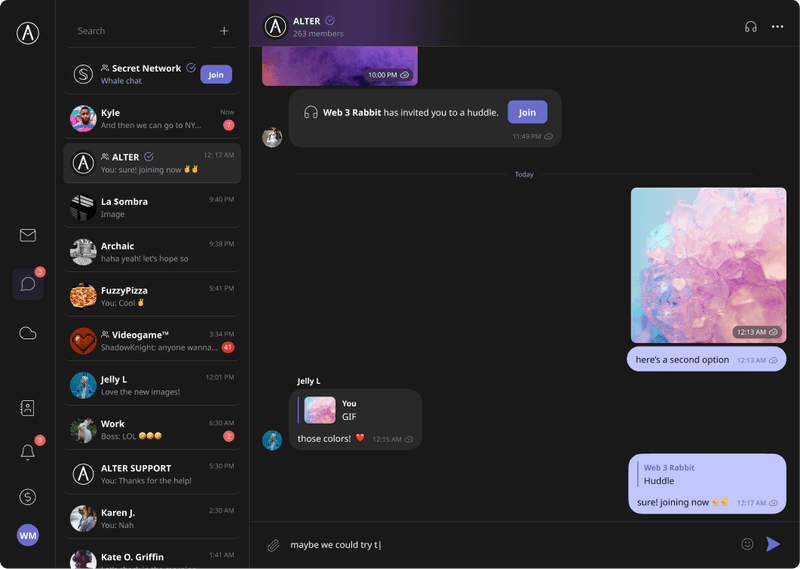 Search
+
Secret Network
Whale chat
Join
Kyle
Now
And then we can go to NY...
7
ALTER
12:17 AM
You: sure! joining now ✌️✌️
La $ombra
9:40 PM
Image
Archaic
9:38 PM
haha yeah! let's hope so
FuzzyPizza
5:41 PM
You: Cool ✌️
Videogame™
3:34 PM
ShadowKnight: anyone wanna...
41
Jelly L
12:01 PM
Love the new images!
Work
6:30 AM
Boss: LOL 🤣🤣🤣
2
ALTER SUPPORT
5:30 PM
You: Thanks for the help!
Karen J.
2:30 AM
You: Nah
Kate O. Griffin
1:41 AM
3
3
WM
ALTER
263 members
10:00 PM
Web 3 Rabbit has invited you to a huddle.
Join
11:49 PM
Today
12:13 AM
here's a second option 12:13 AM
Jelly L
You
GIF
those colors! ❤️ 12:15 AM
Web 3 Rabbit
Huddle
sure! joining now ✌️✌️ 12:17 AM
maybe we could try t|